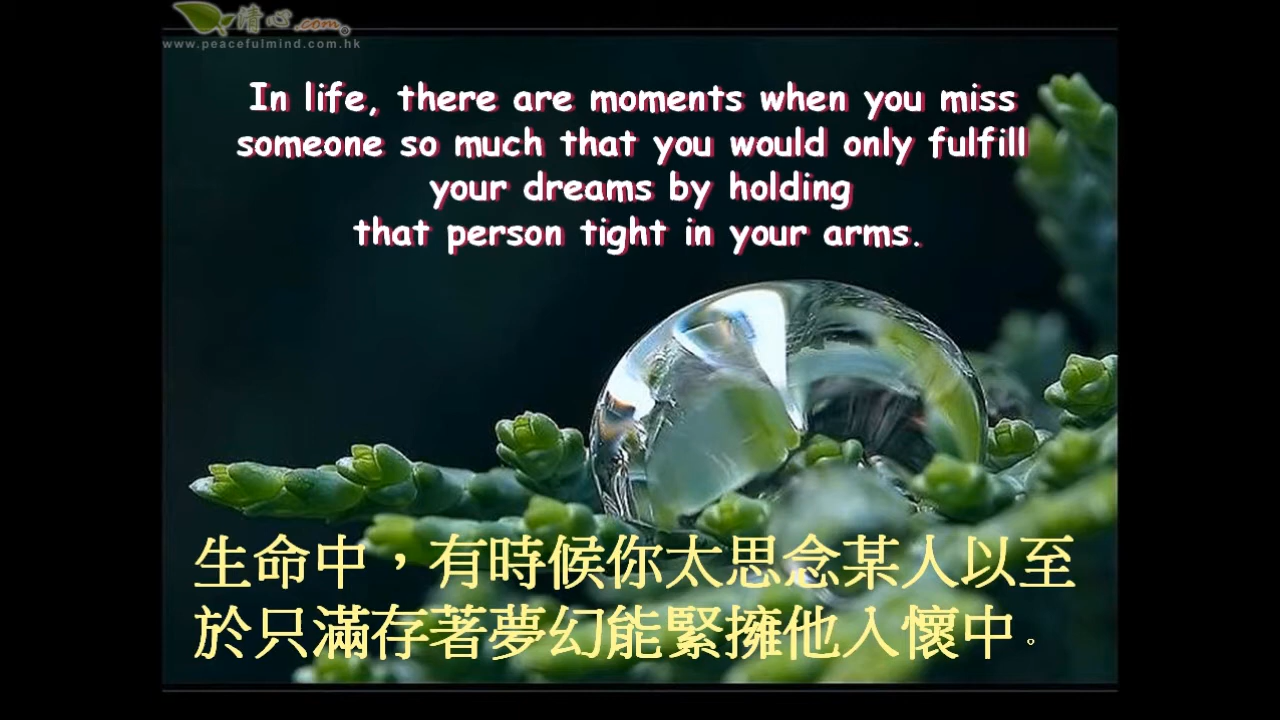 清心.com®
www.peacefulmind.com.hk
In life, there are moments when you miss
someone so much that you would only fulfill
your dreams by holding
that person tight in your arms.
生命中，有時候你太思念某人以至
於只滿存著夢幻能緊擁他入懷中。